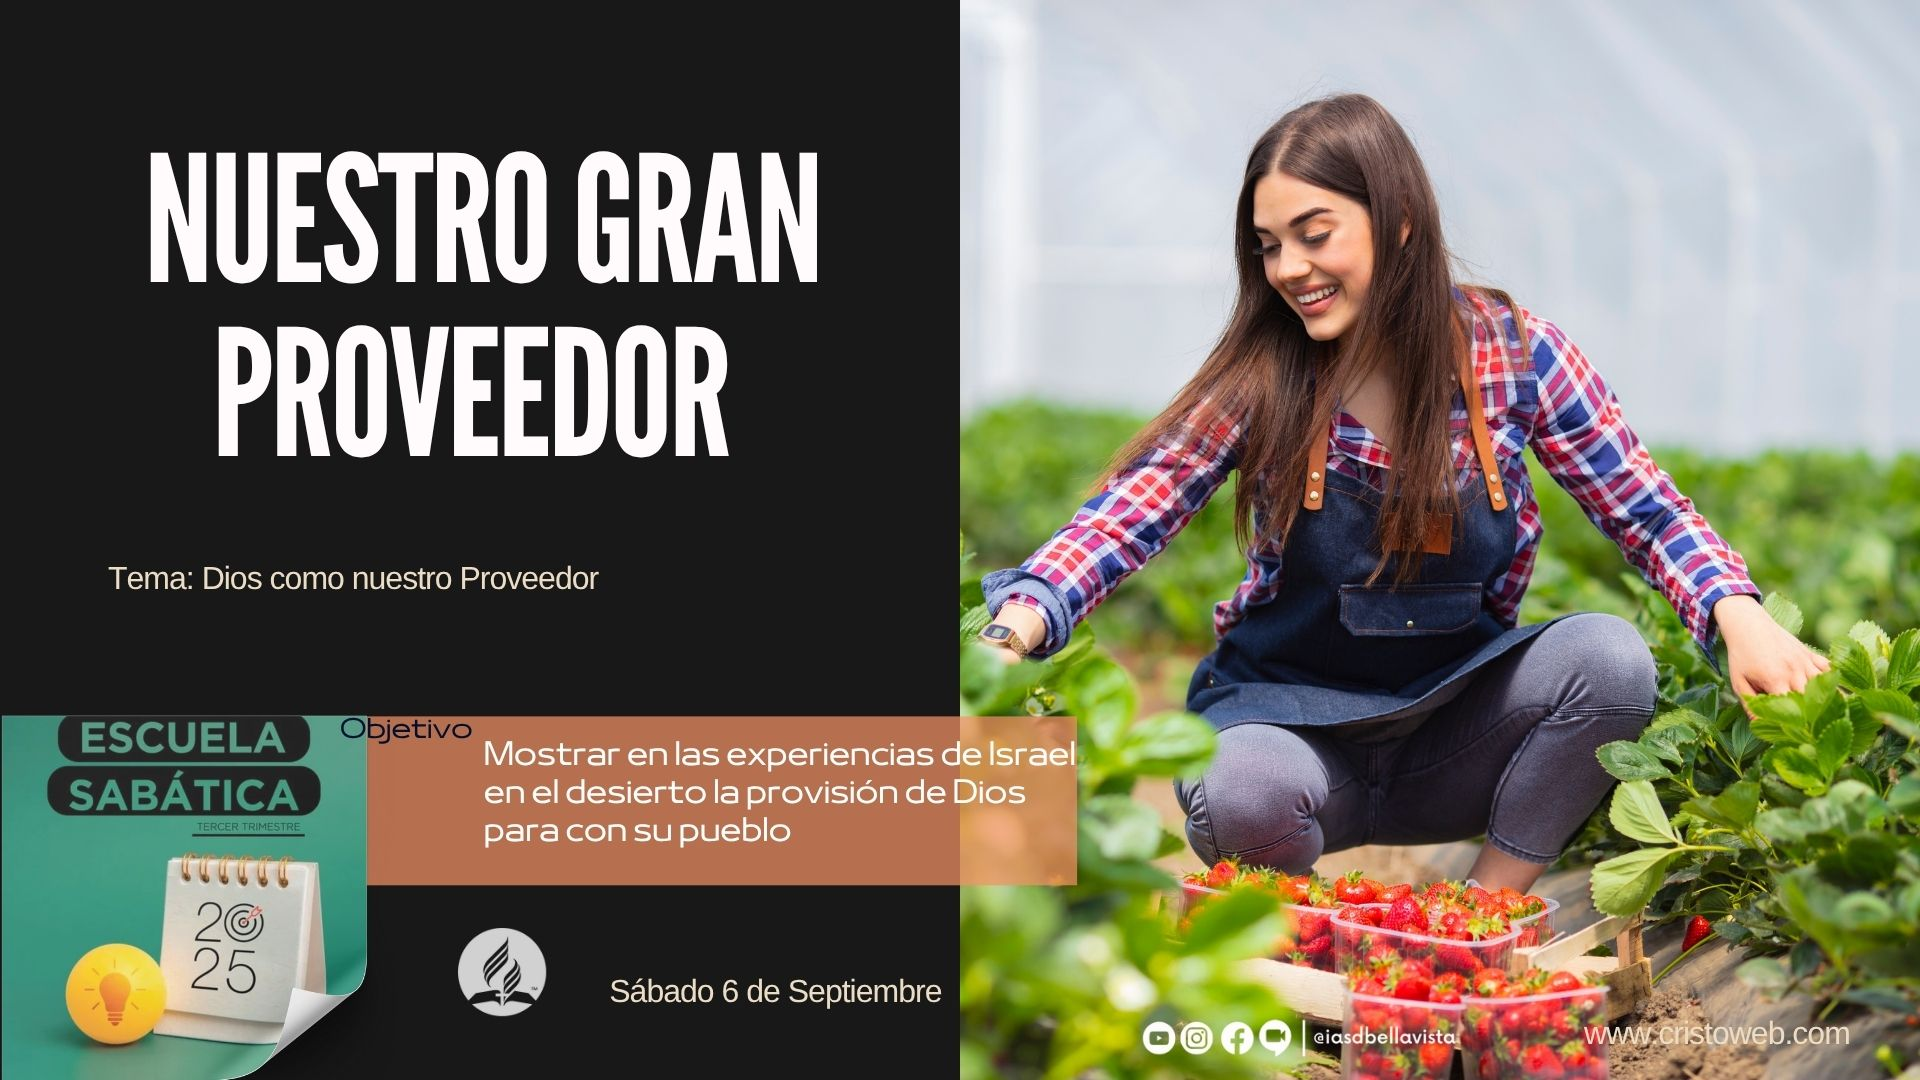 NUESTRO GRAN
PROVEEDOR
Tema: Dios como nuestro Proveedor
ESCUELA
SABÁTICA
TERCER TRIMESTRE
20
25
Objetivo
Mostrar en las experiencias de Israel
en el desierto la provisión de Dios
para con su pueblo
Sábado 6 de Septiembre
@iasdbellavista
www.cristoweb.com